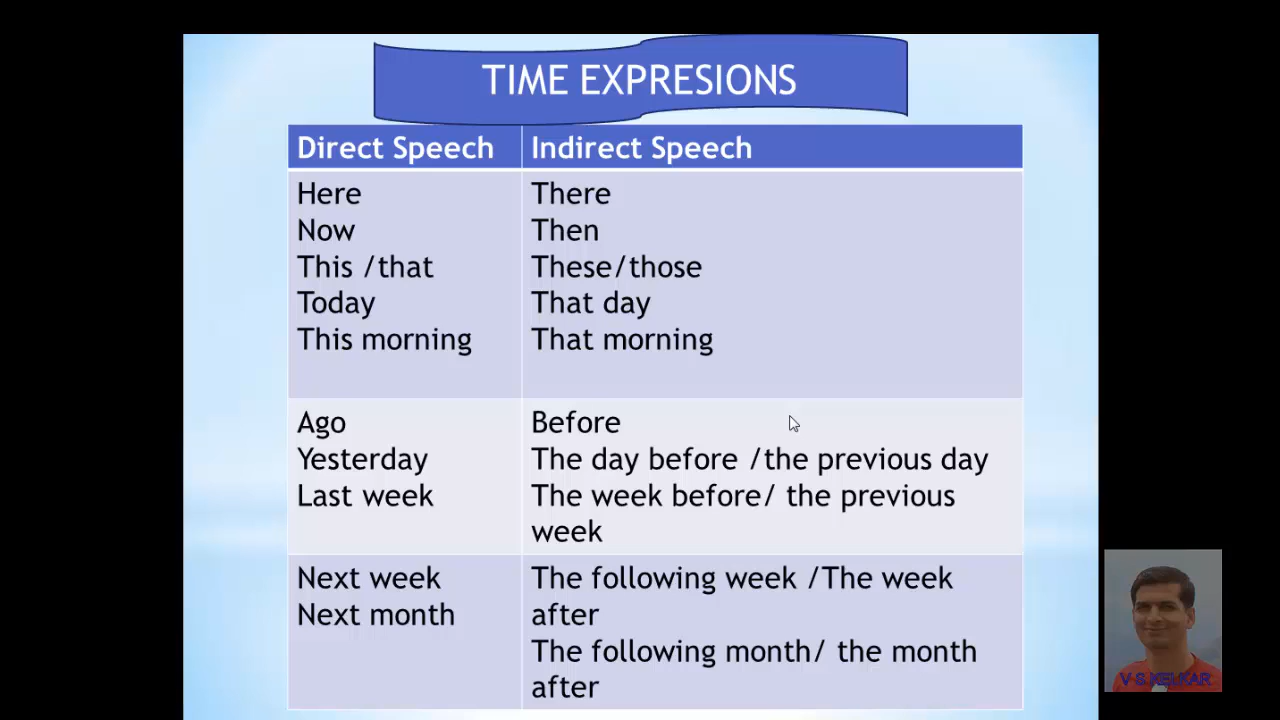 TIME EXPRESIONS
Direct Speech Indirect Speech
Here There
Now Then
This /that These/those
Today That day
This morning That morning
Ago Before
Yesterday The day before /the previous day
Last week The week before/ the previous
week
Next week The following week /The week
Next month after
The following month/ the month
after
V S KELKAR